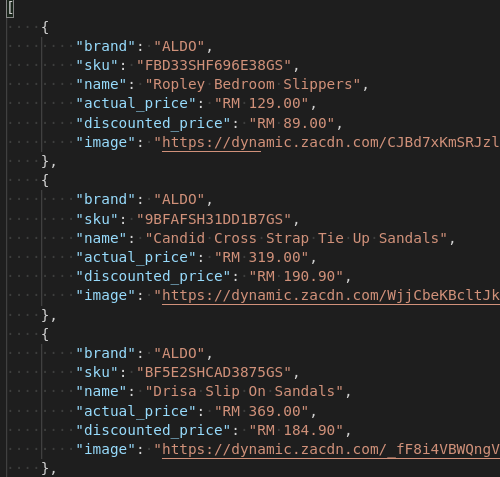 [
{
"brand": "ALDO",
"sku": "FBD33SHF696E38GS",
"name": "Ropley Bedroom Slippers",
"actual_price": "RM 129.00",
"discounted_price": "RM 89.00",
"image": "https://dynamic.zacdn.com/CJBd7xKmSRJzl
},
{
"brand": "ALDO",
"sku": "9BFAFSH31DD1B7GS",
"name": "Candid Cross Strap Tie Up Sandals",
"actual_price": "RM 319.00",
"discounted_price": "RM 190.90",
"image": "https://dynamic.zacdn.com/WjjCbeKBcltJk
},
{
"brand": "ALDO",
"sku": "BF5E2SHCAD3875GS",
"name": "Drisa Slip On Sandals",
"actual_price": "RM 369.00",
"discounted_price": "RM 184.90",
"image": "https://dynamic.zacdn.com/_fF8i4VBWQngV
},